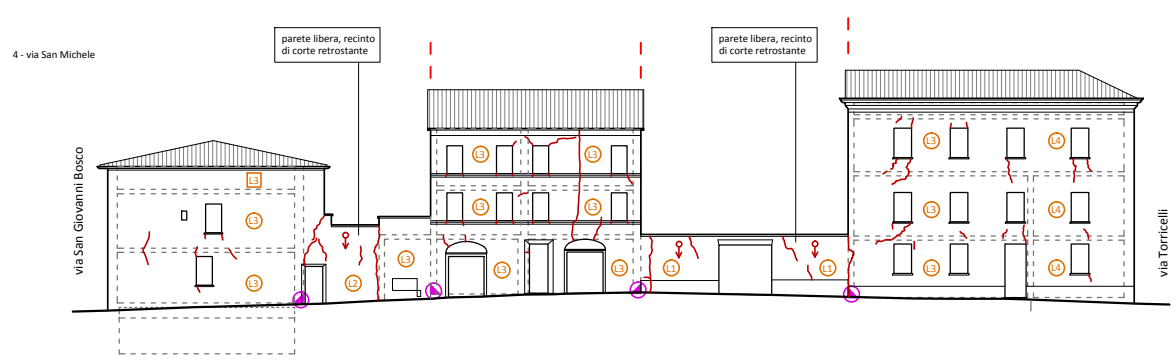 4 - via San Michele
parete libera, recinto
di corte retrostante
parete libera, recinto
di corte retrostante
via San Giovanni Bosco
via Torricelli
L3
L3
L3
L2
L3
L3
L3
L3
L3
L3
L3
L1
L1
L3
L4
L3
L4
L3
L4